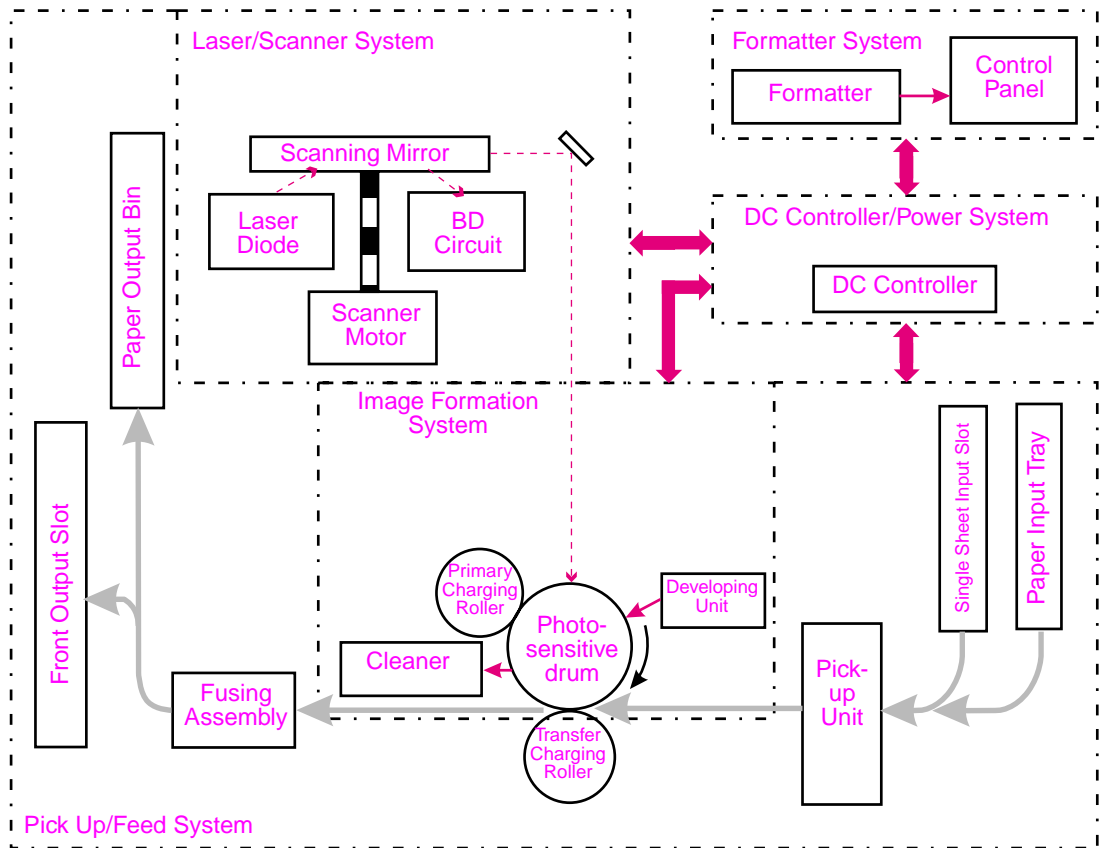 Laser/Scanner System
Formatter System
Formatter
Control
Panel
Scanning Mirror
Laser
Diode
BD
Circuit
Scanner
Motor
DC Controller/Power System
DC Controller
Paper Output Bin
Front Output Slot
Image Formation
System
Single Sheet Input Slot
Paper Input Tray
Primary
Charging
Roller
Developing
Unit
Photo-
sensitive
drum
Cleaner
Fusing
Assembly
Transfer
Charging
Roller
Pick-
up
Unit
Pick Up/Feed System